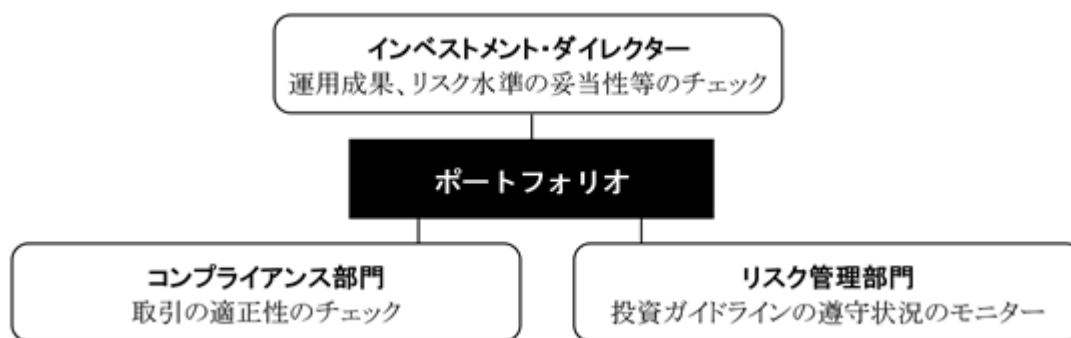 インベストメント・ダイレクター
運用成果、リスク水準の妥当性等のチェック
ポートフォリオ
コンプライアンス部門
取引の適正性のチェック
リスク管理部門
投資ガイドラインの遵守状況のモニター